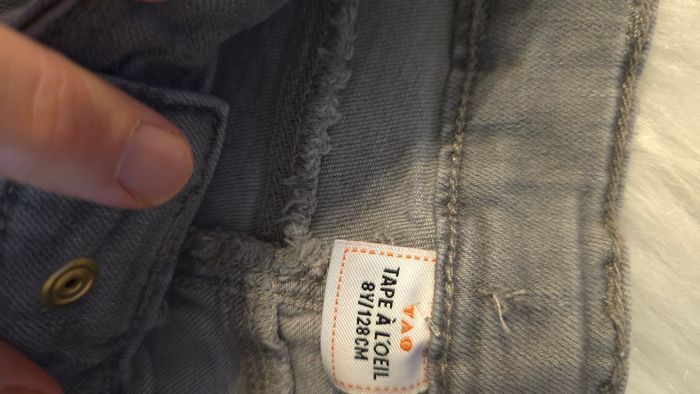 TAO
TAPE À L'OEIL
8Y/128CM